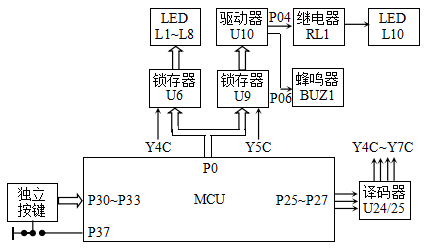 LED
L1~L8
驱动器
U10
P04
继电器
RL1
LED
L10
锁存器
U6
锁存器
U9
P06
蜂鸣器
BUZ1
Y4C
Y5C
Y4C~Y7C
P0
独立
按键
P30~P33
MCU
P25~P27
译码器
U24/25
P37